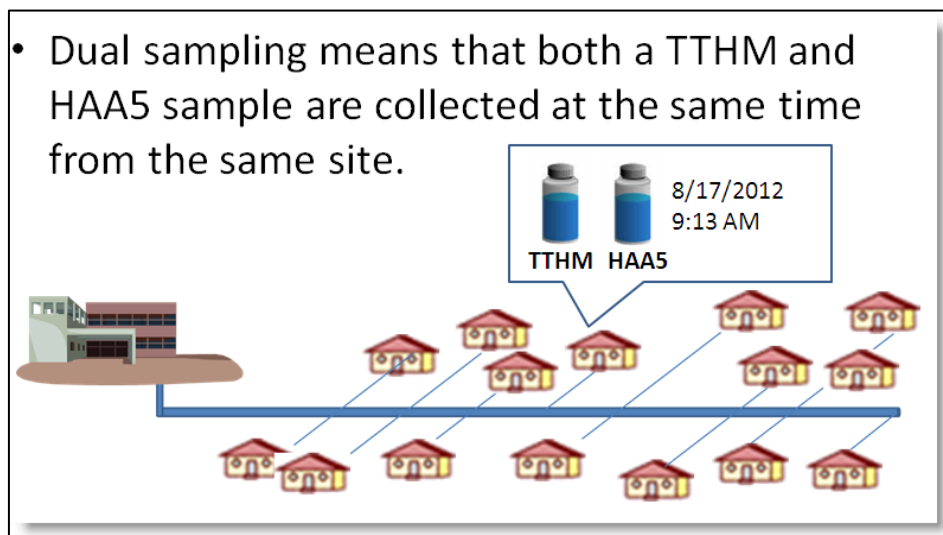 • Dual sampling means that both a TTHM and
HAA5 sample are collected at the same time
from the same site.
8/17/2012
9:13 AM
TTHM HAA5